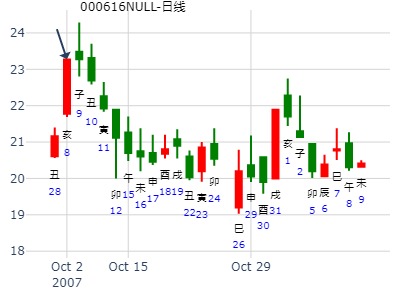 000616NULL-日线
24
23
22
21
20
19
18
丑
28
亥
8
子
9
丑
10
寅
11
卯
12
午
15
未
16
申
17
酉
18
戌
19
丑
22
寅
23
卯
24
巳
26
申
29
酉
30
戌
31
亥
1
子
2
卯
5
辰
6
巳
7
午
8
未
9
Oct 2
2007
Oct 15
Oct 29